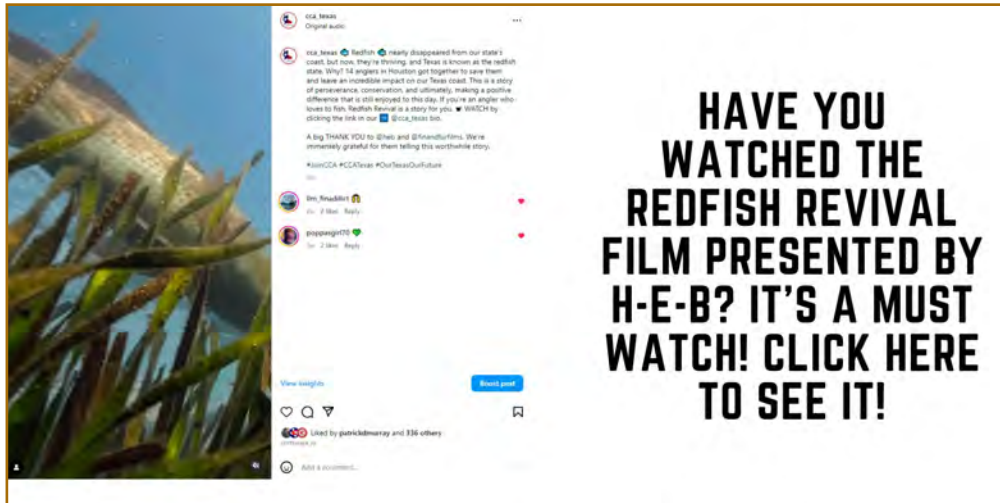 cca_texas
Original audio
cca_texas 🐟 Redfish 🐟 nearly disappeared from our state's
coast, but now, they're thriving, and Texas is known as the redfish
state. Why? 14 anglers in Houston got together to save them
and leave an incredible impact on our Texas coast. This is a story
of perseverance, conservation, and ultimately, making a positive
difference that is still enjoyed to this day. If you're an angler who
loves to fish, Redfish Revival is a story for you. WATCH by
clicking the link in our @cca_texas bio.
A big THANK YOU to @heb and @finandfurfilms. We're
immensely grateful for them telling this worthwhile story.
#JoinCCA #CCATexas #OurTexasOurFuture
2 likes Reply
2 likes Reply
View insights
Boost post
Liked by patrickdmurray and 336 others
Add a comment...
HAVE YOU
WATCHED THE
REDFISH REVIVAL
FILM PRESENTED BY
H-E-B? IT'S A MUST
WATCH! CLICK HERE
TO SEE IT!